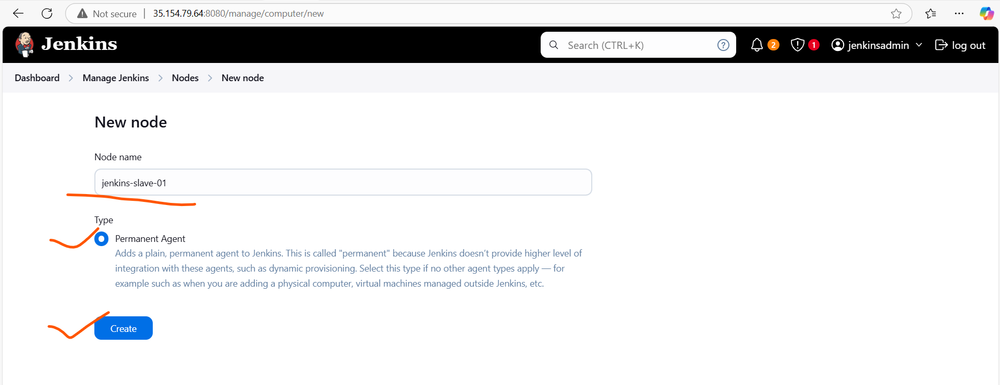 Not secure 35.154.79.64:8080/manage/computer/new
Jenkins
Search (CTRL+K)
?
2
1
jenkinsadmin
log out
Dashboard
Manage Jenkins
Nodes
New node
New node
Node name
jenkins-slave-01
Type
Permanent Agent
Adds a plain, permanent agent to Jenkins. This is called "permanent" because Jenkins doesn’t provide higher level of
integration with these agents, such as dynamic provisioning. Select this type if no other agent types apply — for
example such as when you are adding a physical computer, virtual machines managed outside Jenkins, etc.
Create